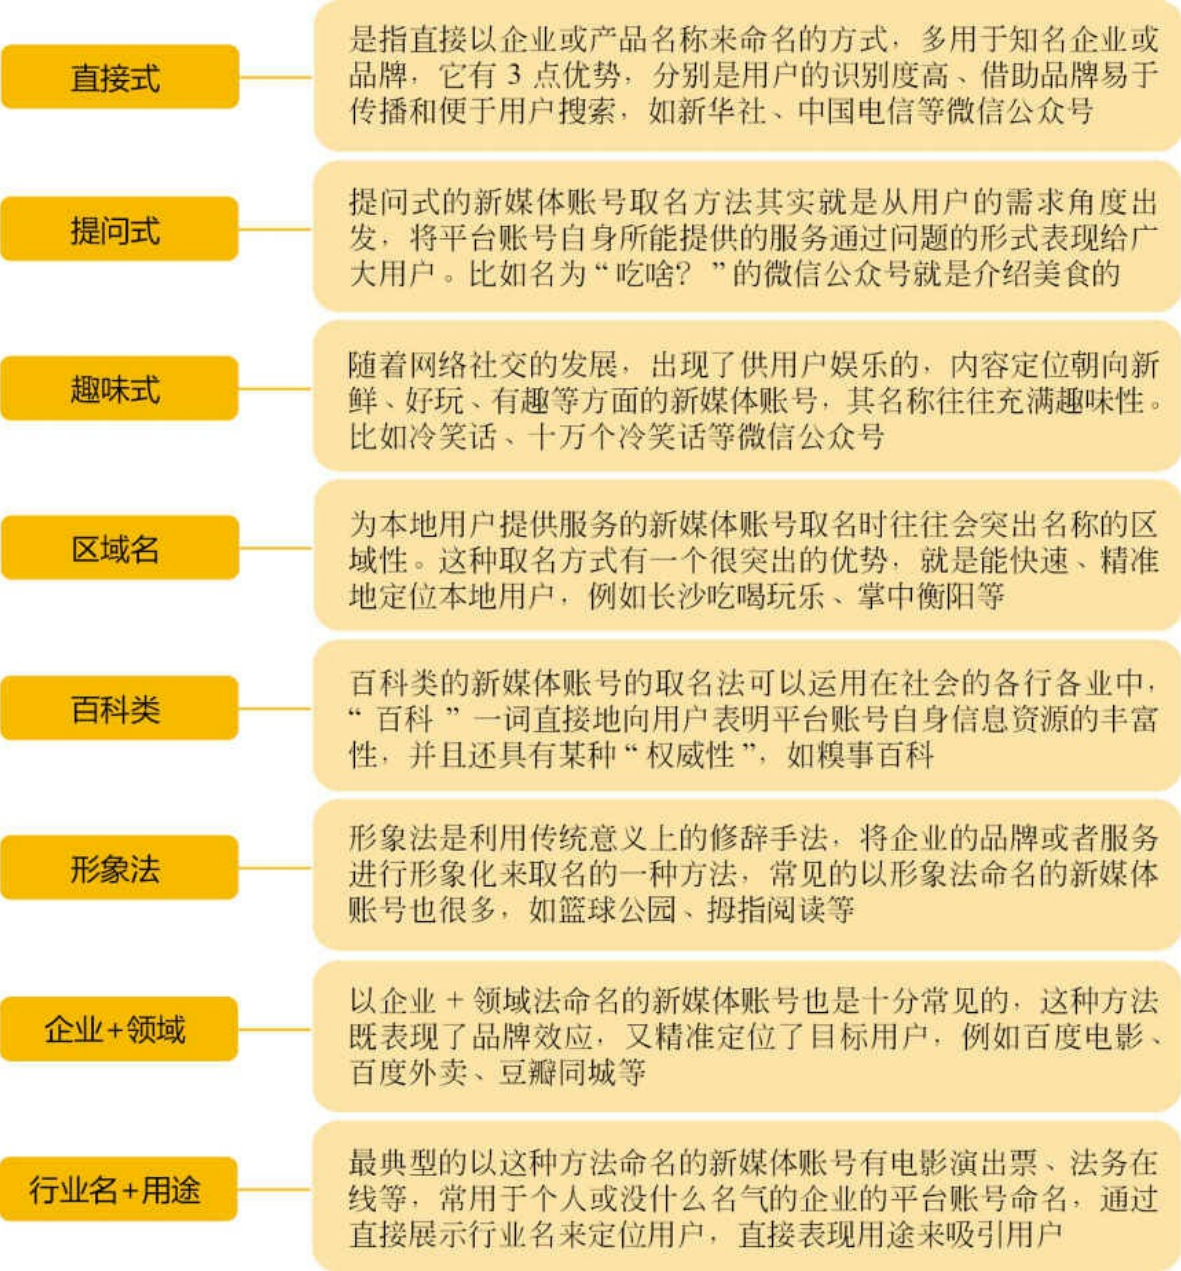 直接式
是指直接以企业或产品名称来命名的方式，多用于知名企业或
品牌，它有 3 点优势，分别是用户的识别度高、借助品牌易于
传播和便于用户搜索，如新华社、中国电信等微信公众号
提问式
提问式的新媒体账号取名方法其实就是从用户的需求角度出
发，将平台账号自身所能提供的服务通过问题的形式表现给广
大用户。比如名为“吃啥？”的微信公众号就是介绍美食的
趣味式
随着网络社交的发展，出现了供用户娱乐的，内容定位朝向新
鲜、好玩、有趣等方面的新媒体账号，其名称往往充满趣味性。
比如冷笑话、十万个冷笑话等微信公众号
区域名
为本地用户提供服务的新媒体账号取名时往往会突出名称的区
域性。这种取名方式有一个很突出的优势，就是能快速、精准
地定位本地用户，例如长沙吃喝玩乐、掌中衡阳等
百科类
百科类的新媒体账号的取名法可以运用在社会的各行各业中，
“百科”一词直接地向用户表明平台账号自身信息资源的丰富
性，并且还具有某种“权威性”，如糗事百科
形象法
形象法是利用传统意义上的修辞手法，将企业的品牌或者服务
进行形象化来取名的一种方法，常见的以形象法命名的新媒体
账号也很多，如篮球公园、拇指阅读等
企业+领域
以企业 + 领域法命名的新媒体账号也是十分常见的，这种方法
既表现了品牌效应，又精准定位了目标用户，例如百度电影、
百度外卖、豆瓣同城等
行业名+用途
最典型的以这种方法命名的新媒体账号有电影演出票、法务在
线等，常用于个人或没什么名气的企业的平台账号命名，通过
直接展示行业名来定位用户，直接表现用途来吸引用户